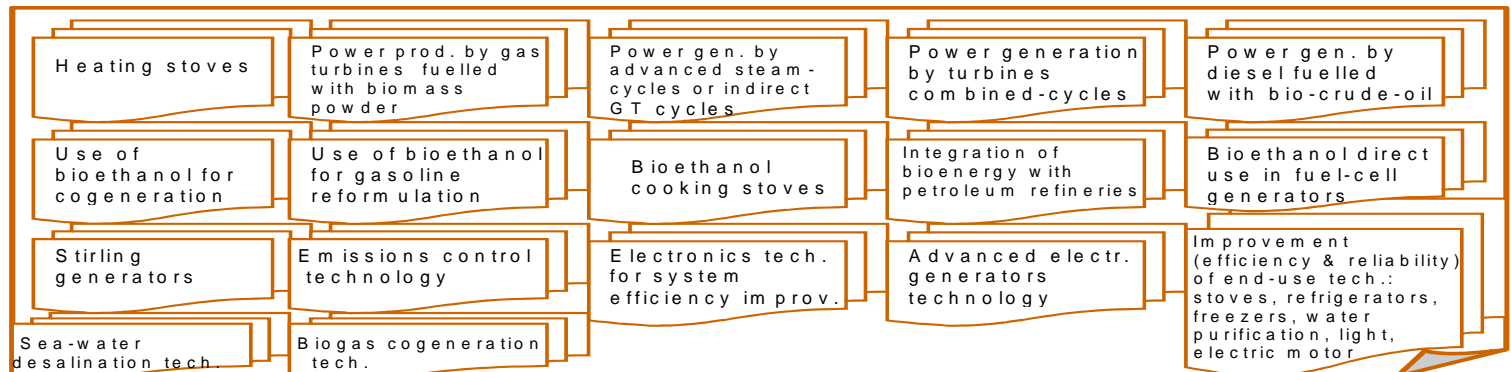 Heating stoves
Power prod. by gas
turbines fuelled
with biomass
powder
Power gen. by
advanced steam-
cycles or indirect
GT cycles
Power generation
by turbines
combined-cycles
Power gen. by
diesel fuelled
with bio-crude-oil
Use of
bioethanol for
cogeneration
Use of bioethanol
for gasoline
reformulation
Bioethanol
cooking stoves
Integration of
bioenergy with
petroleum refineries
Bioethanol direct
use in fuel-cell
generators
Stirling
generators
Emissions control
technology
Electronics tech.
for system
efficiency improv.
Advanced electr.
generators
technology
Improvement
(efficiency & reliability)
of end-use tech.:
stoves, refrigerators,
freezers, water
purification, light,
electric motor
Sea-water
desalination tech.
Biogas cogeneration
tech.